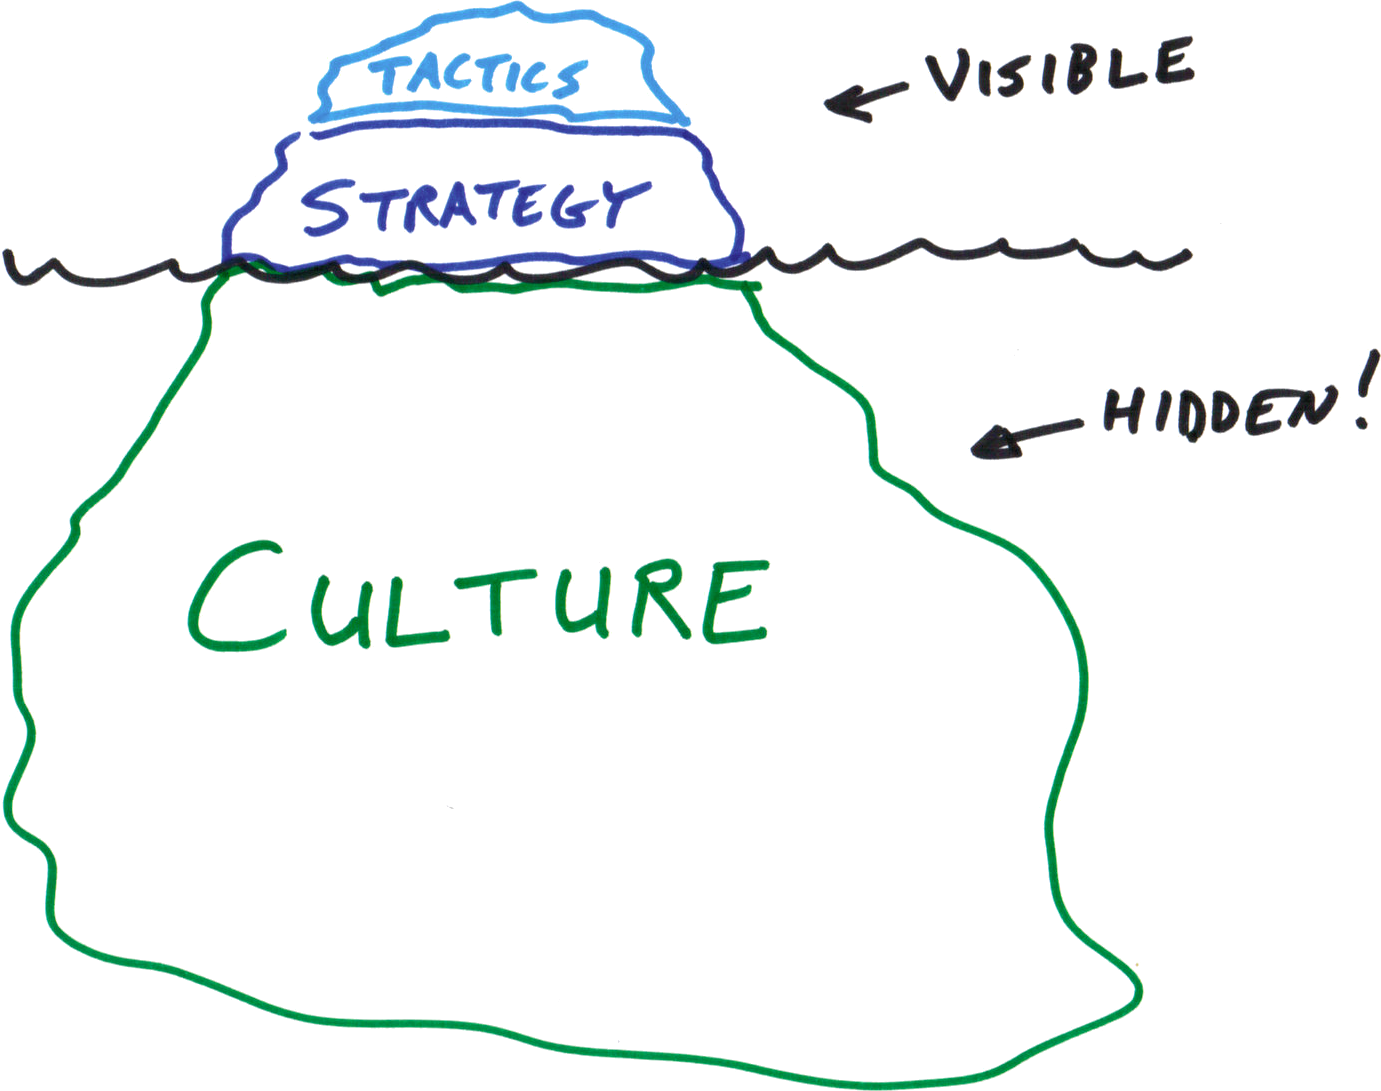 TACTICS
VISIBLE
STRATEGY
HIDDEN!
CULTURE